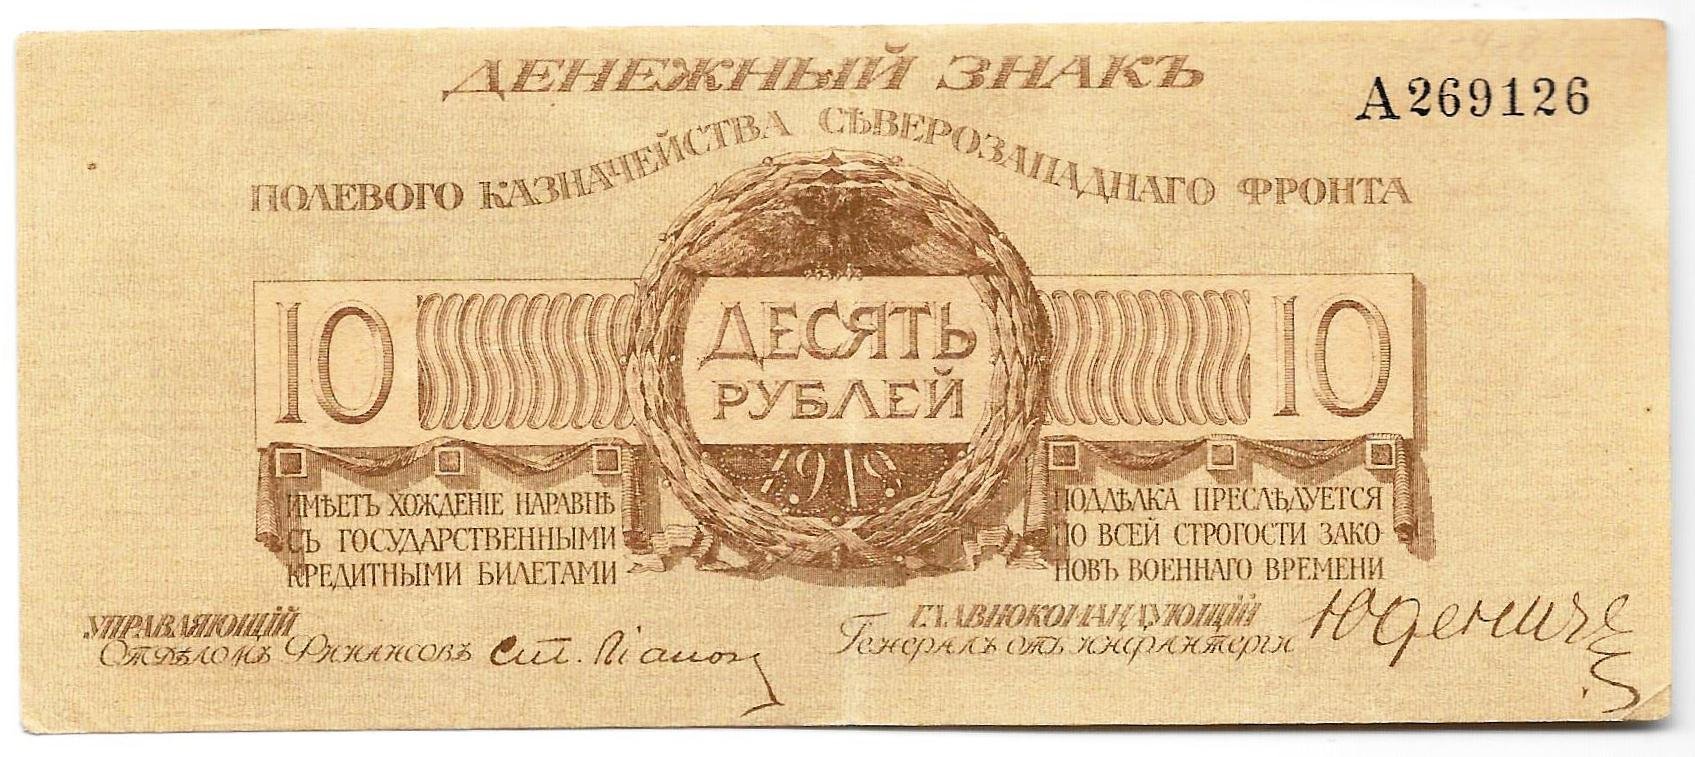 ДЕНЕЖНЫЙ ЗНАКЪ
А269126
ПОЛЕВОГО КАЗНАЧЕЙСТВА СѢВЕРОЗАПАДНАГО ФРОНТА
10 ДЕСЯТЬ 10
РУБЛЕЙ
1919
ИМѢЕТЪ ХОЖДЕНІЕ НАРАВНѢ
СЪ ГОСУДАРСТВЕННЫМИ
КРЕДИТНЫМИ БИЛЕТАМИ
ПОДДѢЛКА ПРЕСЛѢДУЕТСЯ
ПО ВСЕЙ СТРОГОСТИ ЗАКО-
НОВЪ ВОЕННАГО ВРЕМЕНИ
УПРАВЛЯЮЩІЙ
Отдѣломъ Финансовъ
ГЛАВНОКОМАНДУЮЩІЙ
Генералъ отъ инфантеріи Юденичъ